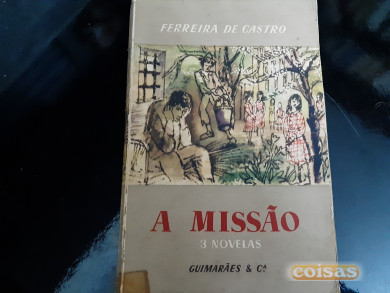 FERREIRA DE CASTRO
A MISSÃO
3 NOVELAS
GUIMARÃES & Cª
coisas